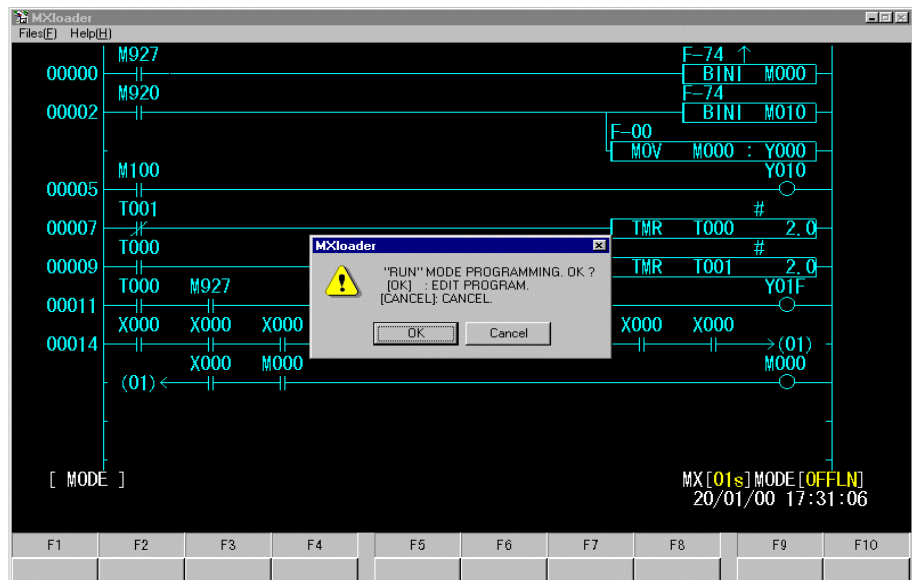 MXloader
Files(F) Help(H)
M927 F-74 ↑
00000 BINI M000
M920 F-74
00002 BINI M010
F-00
MOV M000 : Y000
M100 Y010
00005
T001 #
00007 TMR T000 2.0
T000 #
00009 TMR T001 2.0
T000 M927 Y01F
00011
X000 X000 X000 X000 X000
00014 (01)
X000 M000 M000
(01)
MXloader
"RUN" MODE PROGRAMMING. OK ?
[OK] : EDIT PROGRAM.
[CANCEL]: CANCEL.
OK Cancel
[ MODE ] MX[01s]MODE[OFFLN]
20/01/00 17:31:06
F1 F2 F3 F4 F5 F6 F7 F8 F9 F10